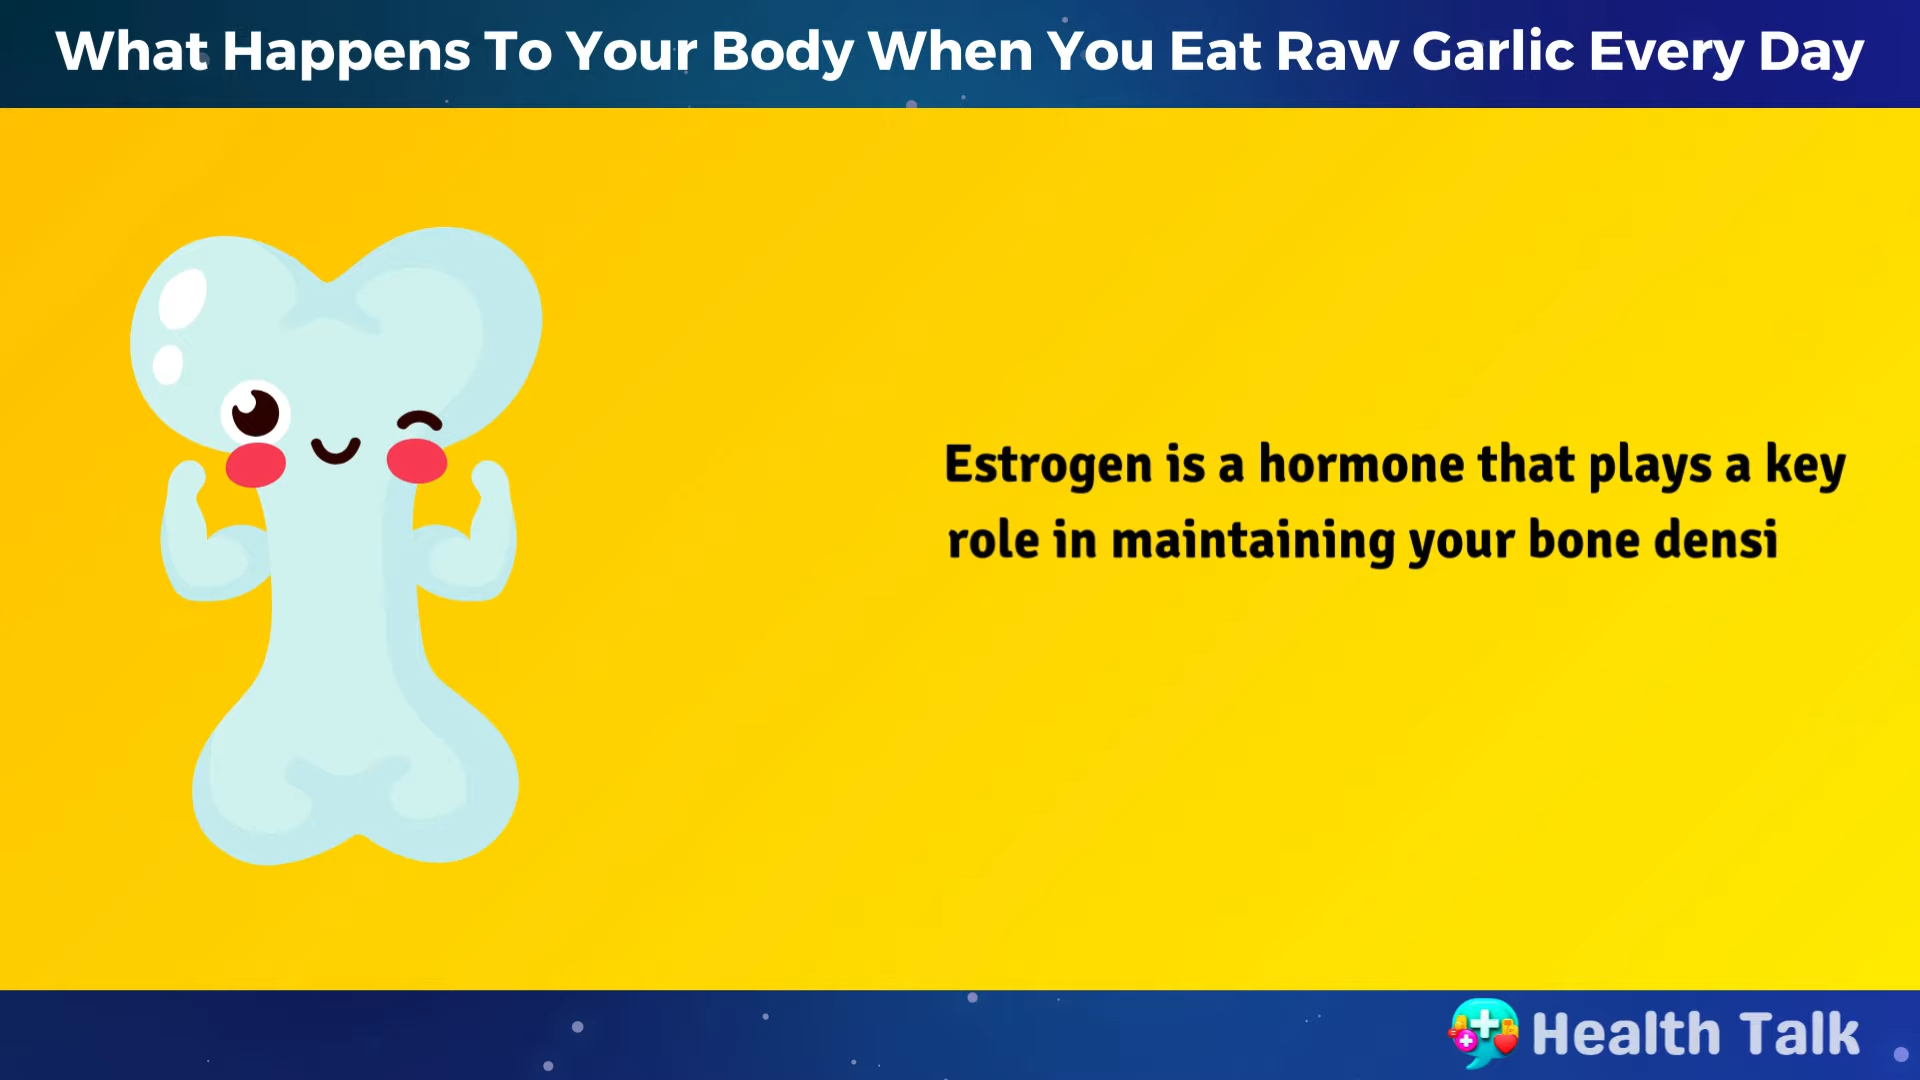 What Happens To Your Body When You Eat Raw Garlic Every Day
Estrogen is a hormone that plays a key
role in maintaining your bone densi
Health Talk